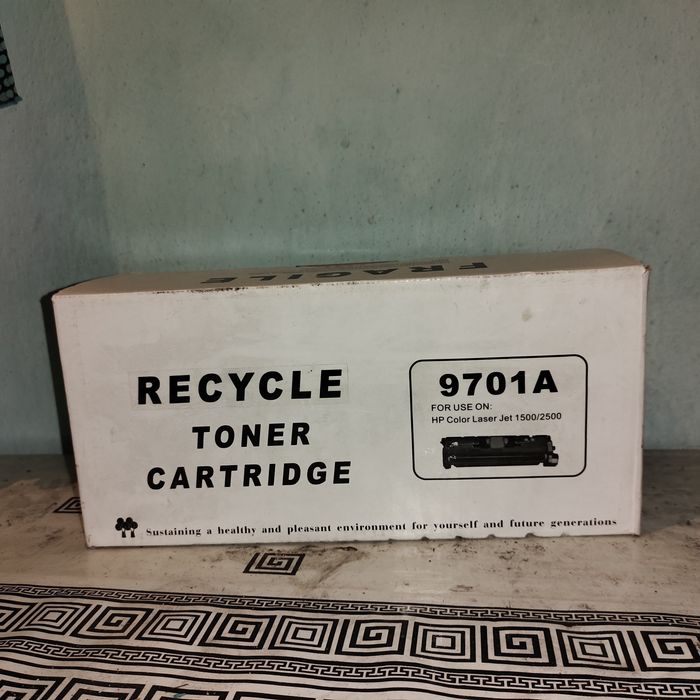 FRAGILE
RECYCLE
TONER
CARTRIDGE
9701A
FOR USE ON:
HP Color Laser Jet 1500/2500
Sustaining a healthy and pleasant environment for yourself and future generations